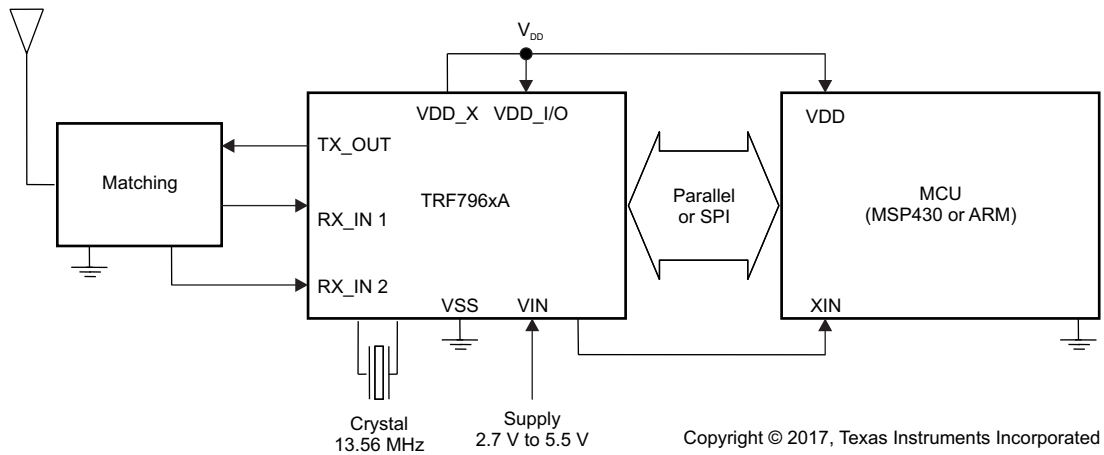 V_DD
VDD_X VDD_I/O
VDD
TX_OUT
Matching
RX_IN 1
TRF796xA
Parallel
or SPI
MCU
(MSP430 or ARM)
RX_IN 2
VSS
VIN
XIN
Crystal
13.56 MHz
Supply
2.7 V to 5.5 V
Copyright © 2017, Texas Instruments Incorporated